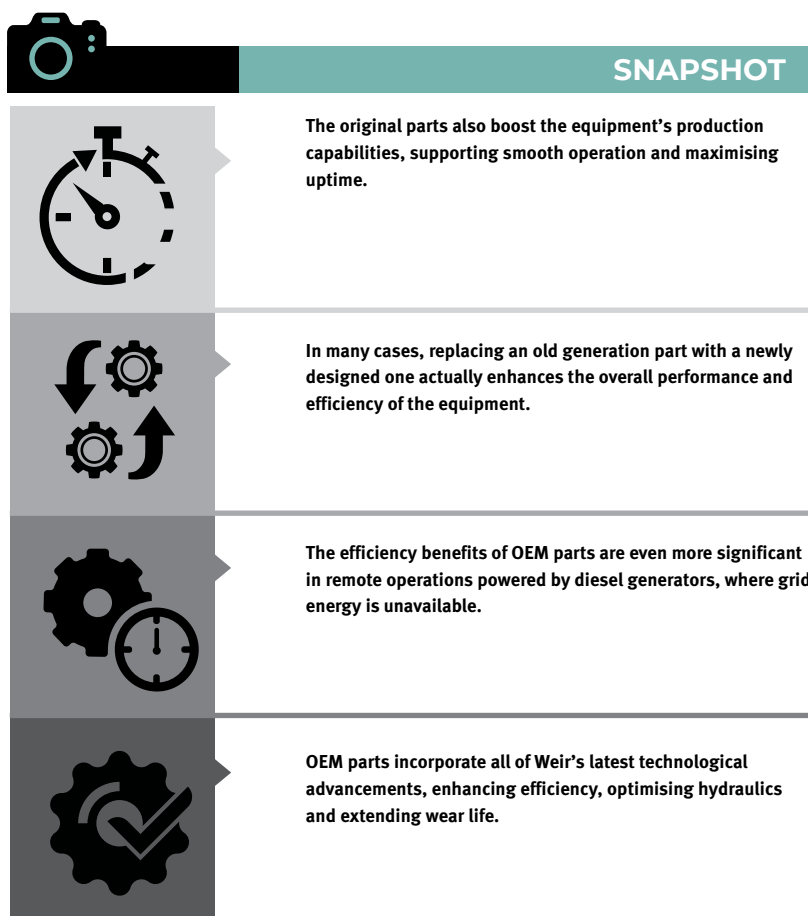 SNAPSHOT
The original parts also boost the equipment’s production
capabilities, supporting smooth operation and maximising
uptime.
In many cases, replacing an old generation part with a newly
designed one actually enhances the overall performance and
efficiency of the equipment.
The efficiency benefits of OEM parts are even more significant
in remote operations powered by diesel generators, where grid
energy is unavailable.
OEM parts incorporate all of Weir’s latest technological
advancements, enhancing efficiency, optimising hydraulics
and extending wear life.